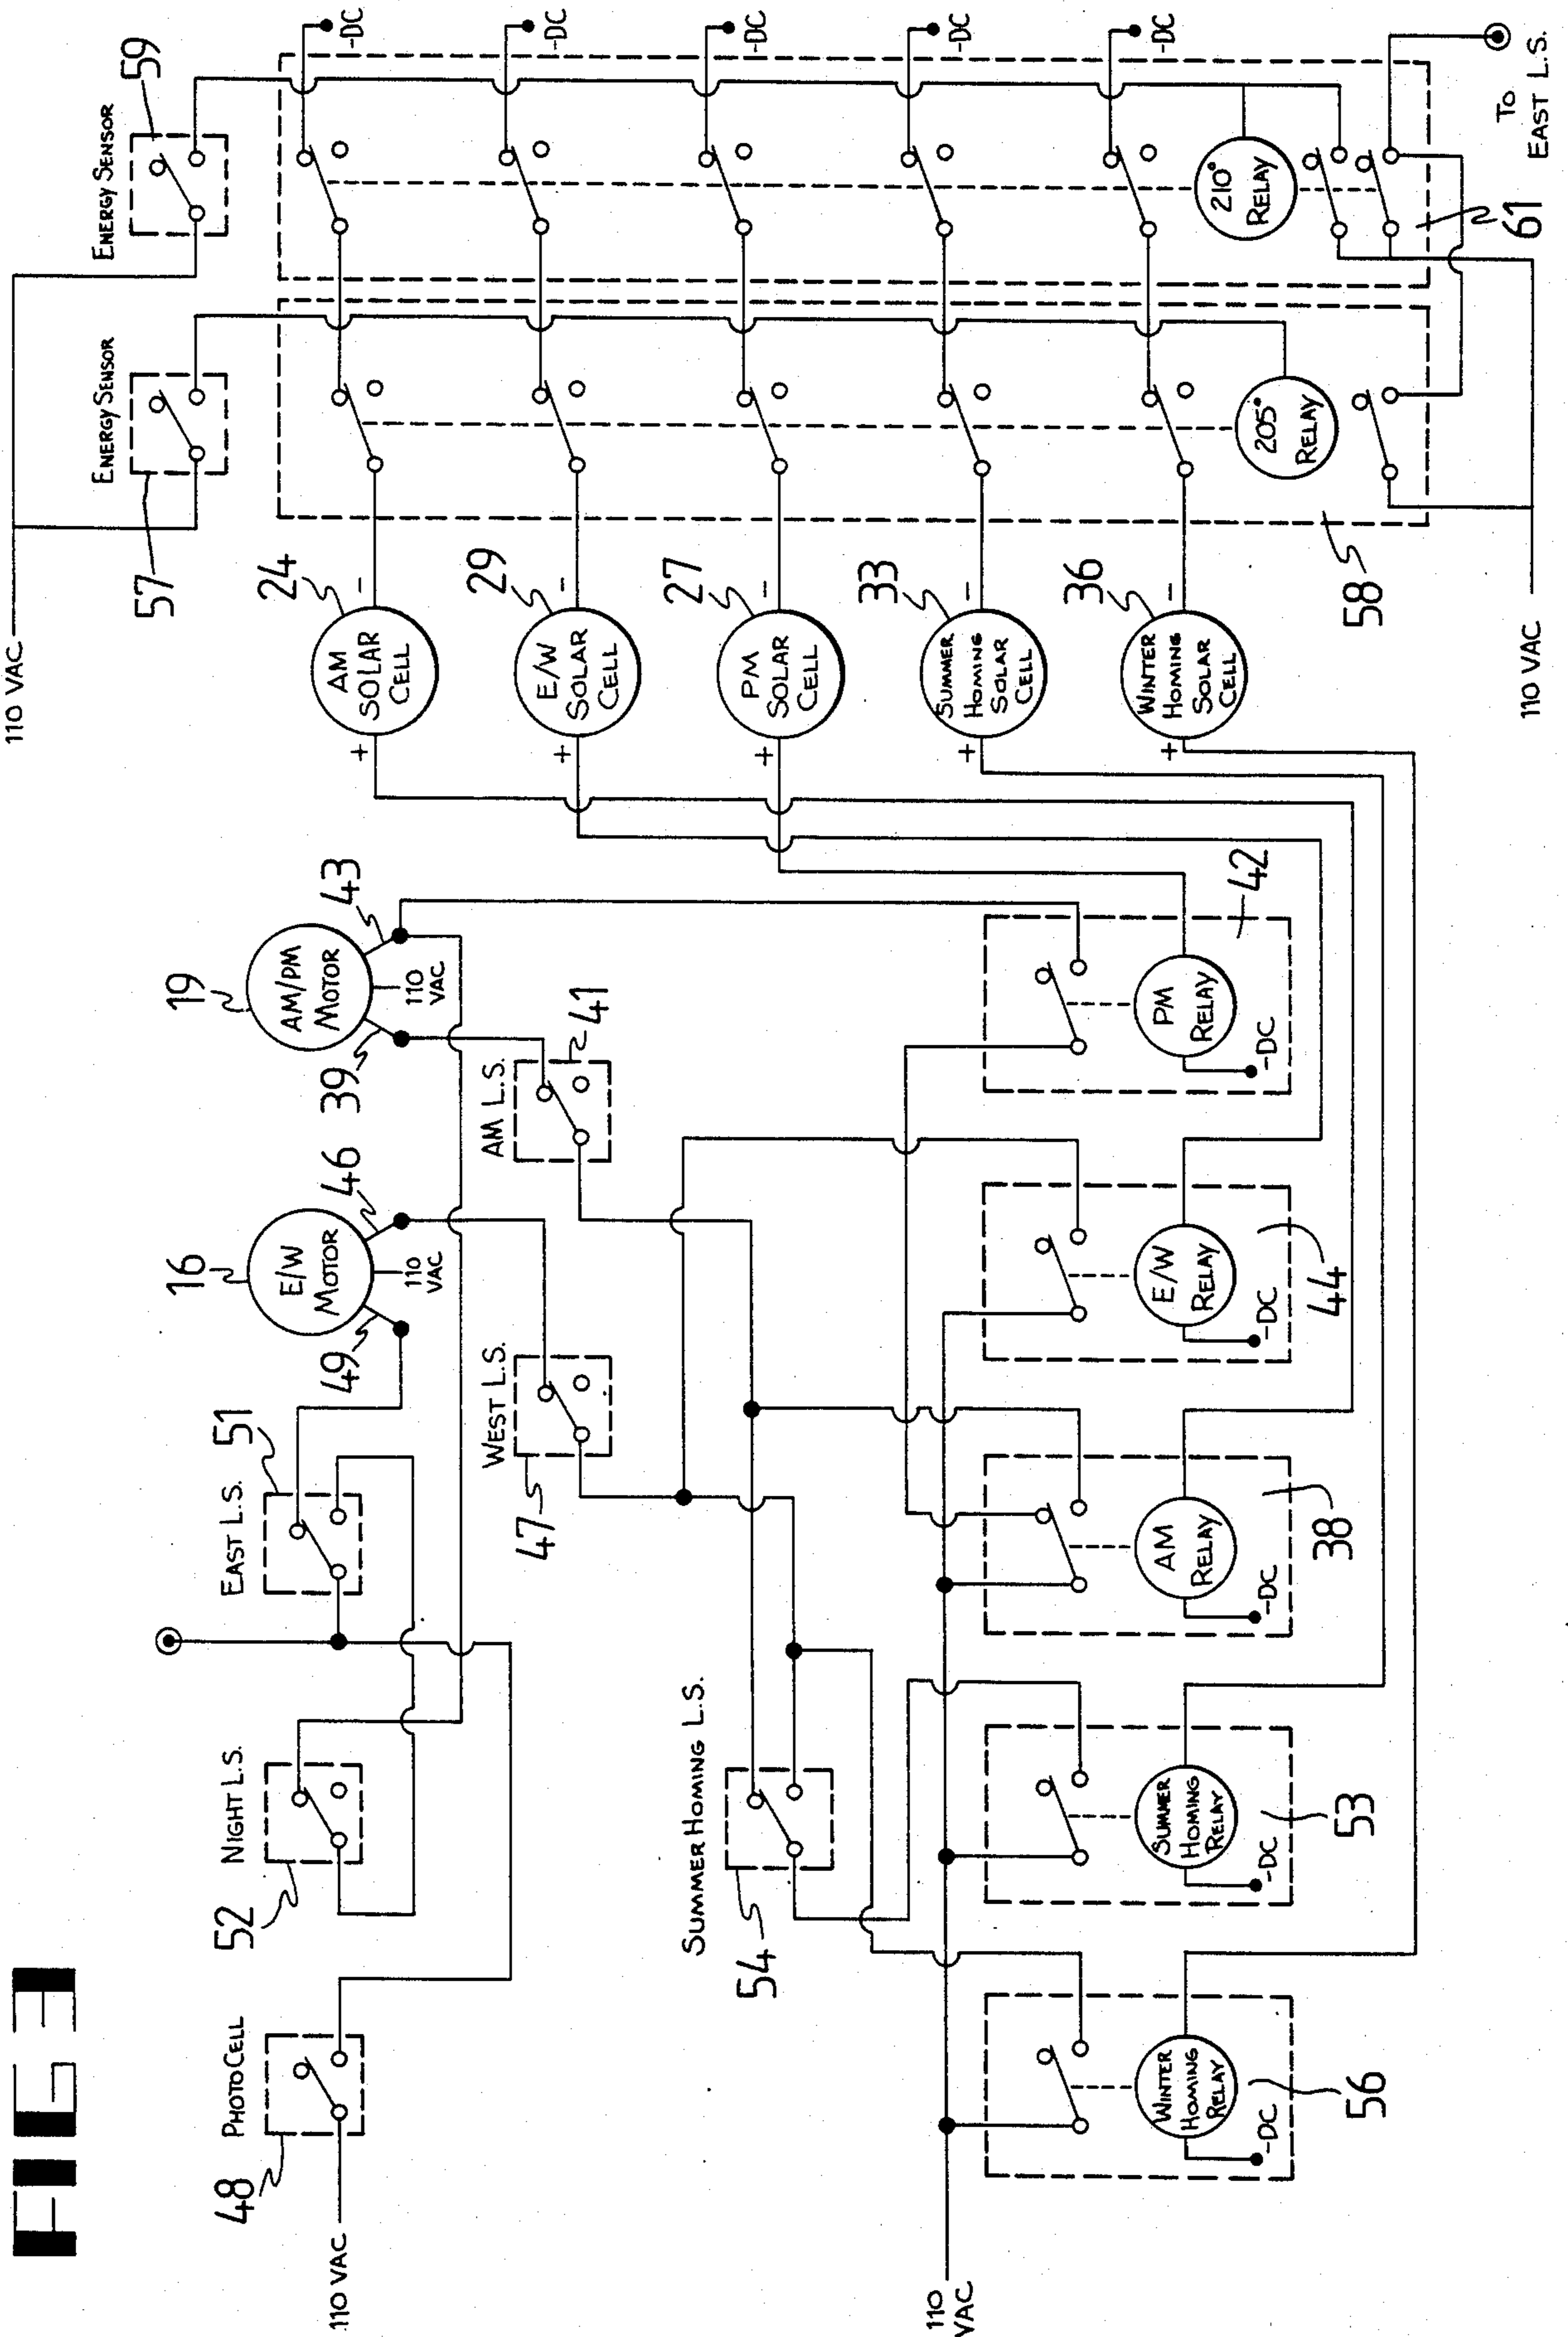 FIG 3
110 VAC
48
PHOTOCELL
52
NIGHT L.S.
EAST L.S.
51
49
16
E/W
MOTOR
110
VAC
46
39
19
AM/PM
MOTOR
110
VAC
43
110 VAC
57
ENERGY SENSOR
ENERGY SENSOR
59
SUMMER HOMING L.S.
54
47
WEST L.S.
AM L.S.
41
24
AM
SOLAR
CELL
+
-
29
E/W
SOLAR
CELL
+
-
27
PM
SOLAR
CELL
+
-
33
SUMMER
HOMING
SOLAR
CELL
+
-
36
WINTER
HOMING
SOLAR
CELL
+
-
-DC
-DC
-DC
-DC
-DC
110
VAC
WINTER
HOMING
RELAY
-DC
56
SUMMER
HOMING
RELAY
-DC
53
AM
RELAY
-DC
38
E/W
RELAY
-DC
44
PM
RELAY
-DC
42
205°
RELAY
58
210°
RELAY
61
110 VAC
TO
EAST L.S.